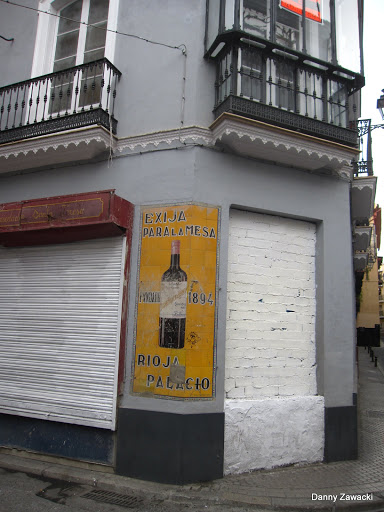 EXIJA
PARA LA MESA
1894
RIOJA
PALACIO
Danny Zawacki